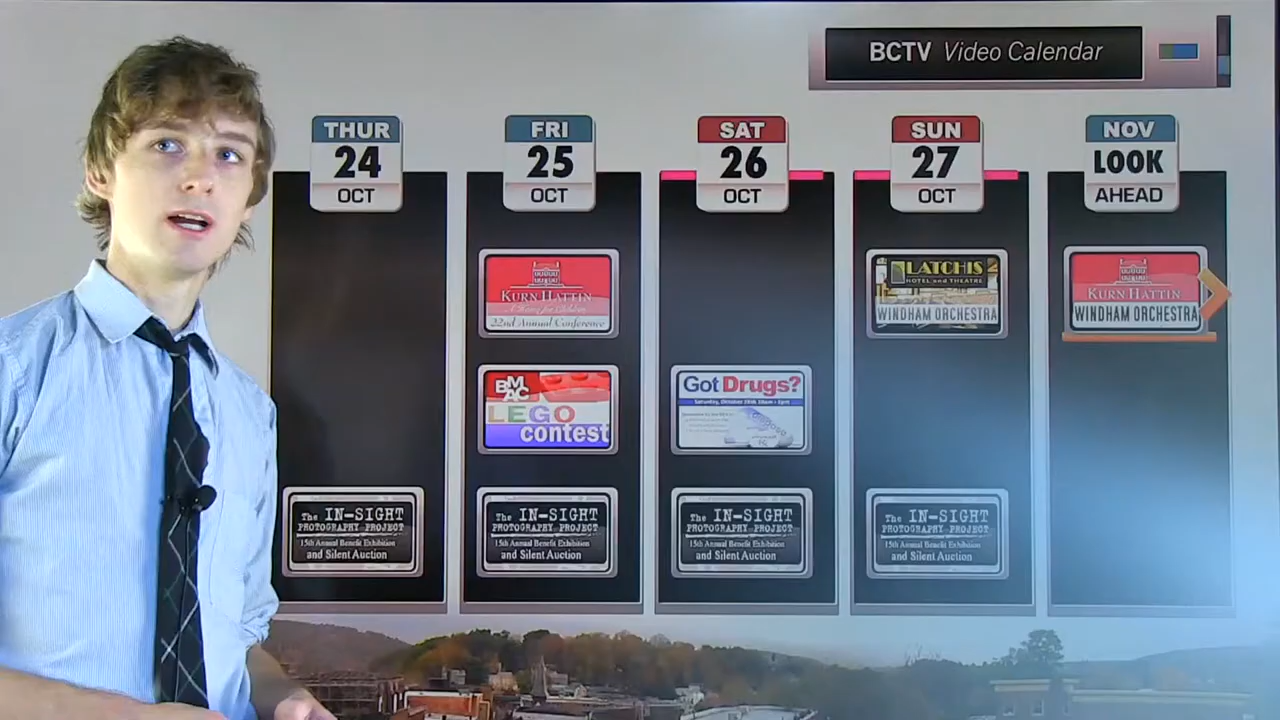 BCTV Video Calendar
THUR
24
OCT
FRI
25
OCT
SAT
26
OCT
SUN
27
OCT
NOV
LOOK
AHEAD
KURN HATTIN
22nd Annual Conference
LATCHIS
HOTEL and THEATRE
WINDHAM ORCHESTRA
KURN HATTIN
WINDHAM ORCHESTRA
BMAC
LEGO
contest
Got Drugs?
The IN-SIGHT
PHOTOGRAPHY PROJECT
15th Annual Benefit Exhibition
and Silent Auction
The IN-SIGHT
PHOTOGRAPHY PROJECT
15th Annual Benefit Exhibition
and Silent Auction
The IN-SIGHT
PHOTOGRAPHY PROJECT
15th Annual Benefit Exhibition
and Silent Auction
The IN-SIGHT
PHOTOGRAPHY PROJECT
15th Annual Benefit Exhibition
and Silent Auction